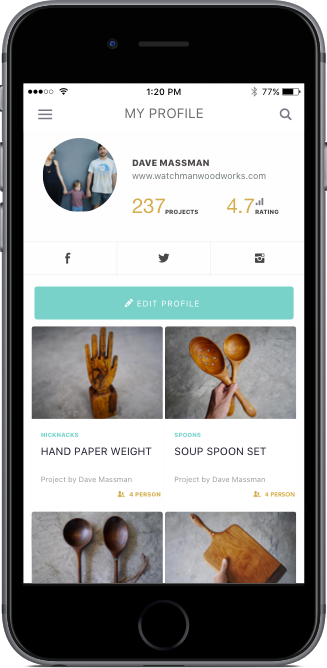 1:20 PM
77%
MY PROFILE
DAVE MASSMAN
www.watchmanwoodworks.com
237 PROJECTS
4.7 RATING
EDIT PROFILE
NICKNACKS
HAND PAPER WEIGHT
Project by Dave Massman
4 PERSON
SPOONS
SOUP SPOON SET
Project by Dave Massman
4 PERSON